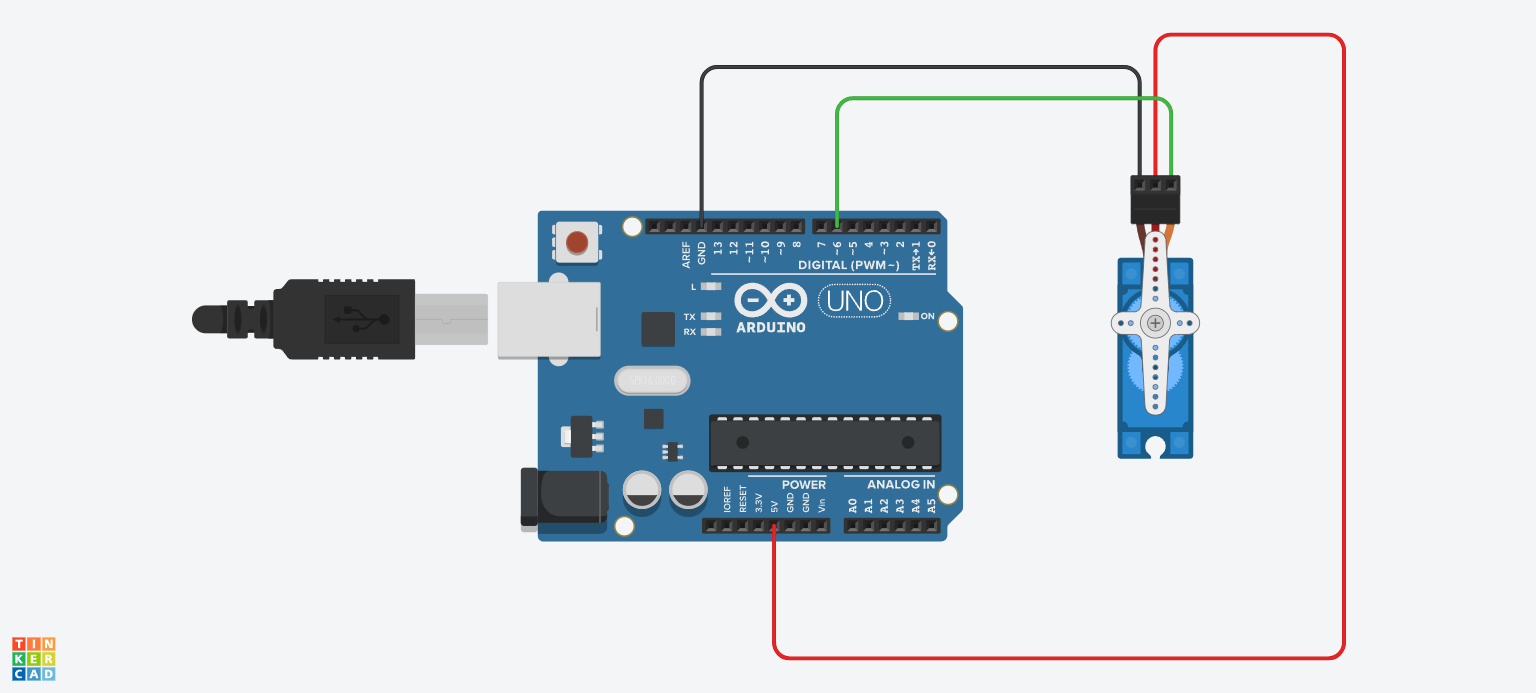 AREF
GND
13
12
~11
~10
~9
8
7
~6
~5
4
~3
2
TX→1
RX←0
DIGITAL (PWM~)
L
TX
RX
ARDUINO
UNO
ON
POWER
ANALOG IN
IOREF
RESET
3.3V
5V
GND
GND
Vin
A0
A1
A2
A3
A4
A5
TIN
KER
CAD